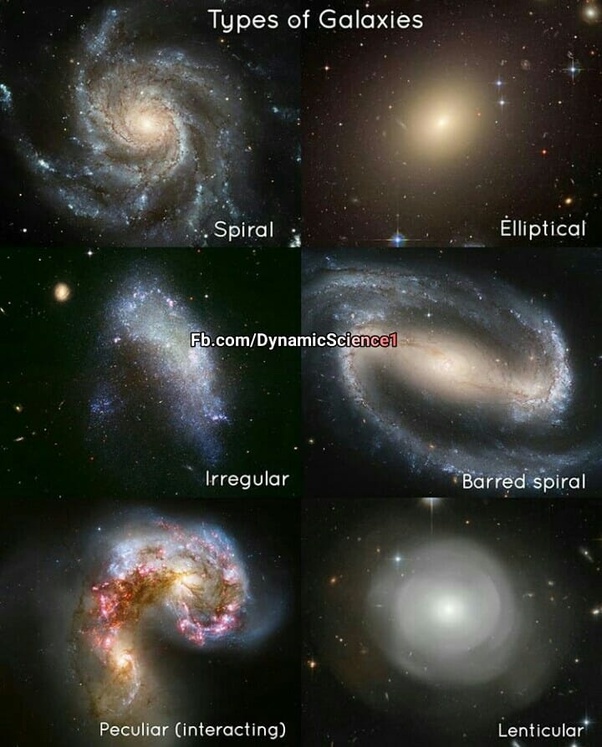 Types of Galaxies
Spiral
Elliptical
Fb.com/DynamicScience1
Irregular
Barred spiral
Peculiar (interacting)
Lenticular